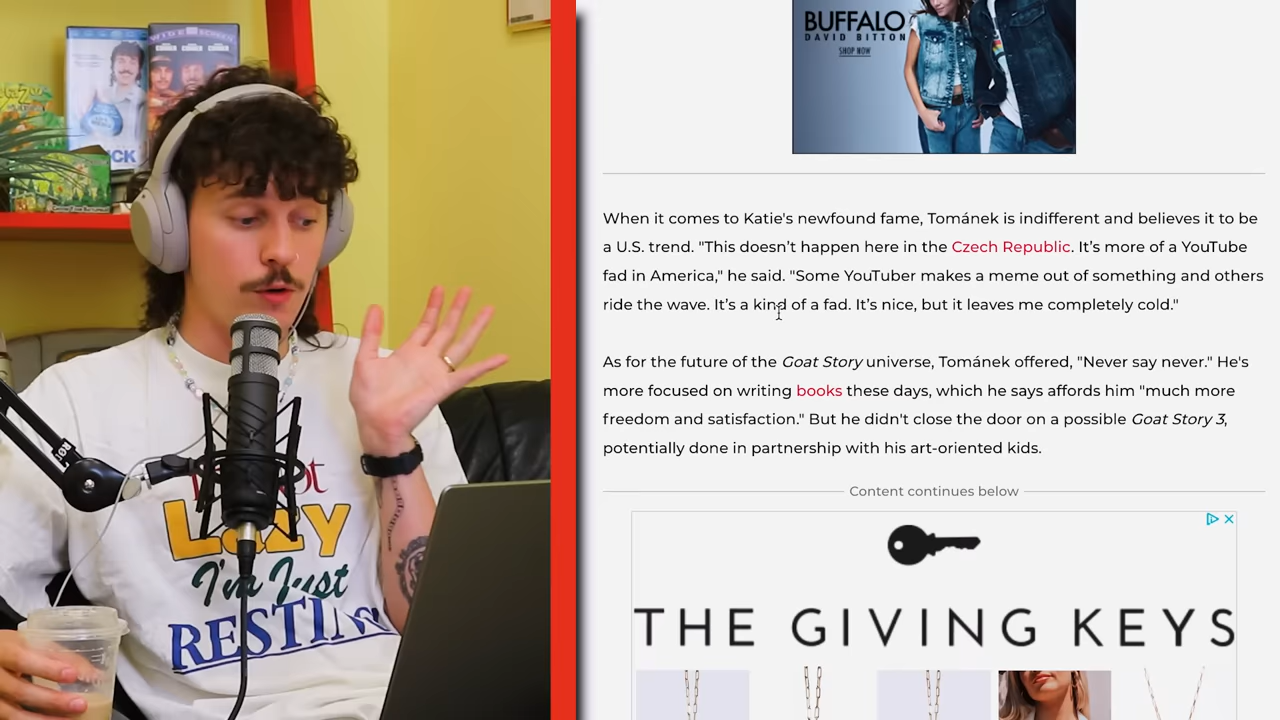 BUFFALO
DAVID BITTON
SHOP NOW
When it comes to Katie's newfound fame, Tománek is indifferent and believes it to be
a U.S. trend. "This doesn’t happen here in the Czech Republic. It’s more of a YouTube
fad in America," he said. "Some YouTuber makes a meme out of something and others
ride the wave. It’s a kind of a fad. It’s nice, but it leaves me completely cold."
As for the future of the Goat Story universe, Tománek offered, "Never say never." He's
more focused on writing books these days, which he says affords him "much more
freedom and satisfaction." But he didn't close the door on a possible Goat Story 3,
potentially done in partnership with his art-oriented kids.
Content continues below
THE GIVING KEYS
Lazy
I'm Just
RESTING